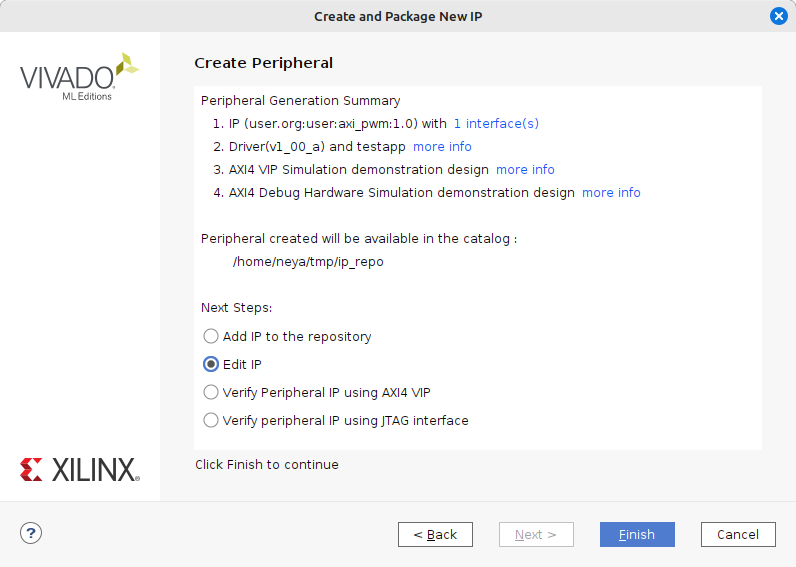 Create and Package New IP
VIVADO
ML Editions
Create Peripheral
Peripheral Generation Summary
1. IP (user.org:user:axi_pwm:1.0) with 1 interface(s)
2. Driver(v1_00_a) and testapp more info
3. AXI4 VIP Simulation demonstration design more info
4. AXI4 Debug Hardware Simulation demonstration design more info
Peripheral created will be available in the catalog :
/home/neya/tmp/ip_repo
Next Steps:
Add IP to the repository
Edit IP
Verify Peripheral IP using AXI4 VIP
Verify peripheral IP using JTAG interface
Click Finish to continue
XILINX
?
< Back
Next >
Finish
Cancel